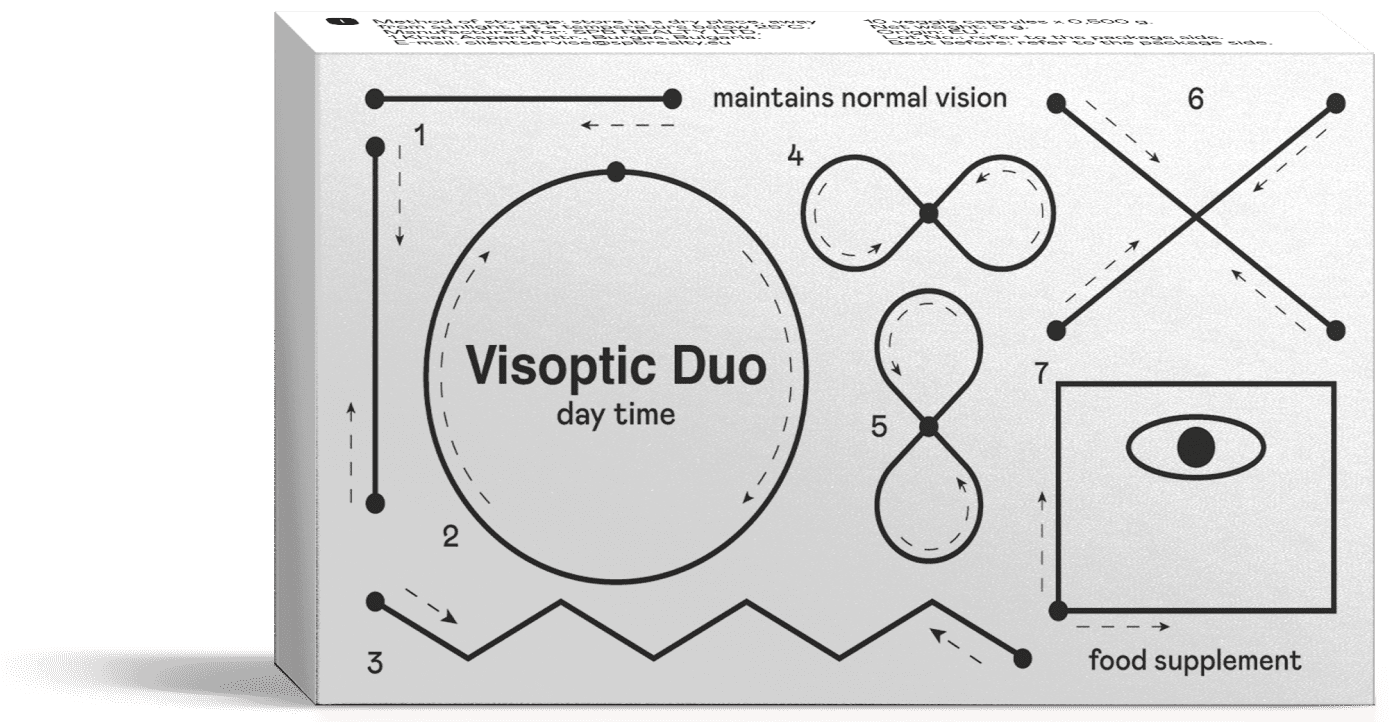 Method of storage: store in a dry place, away
from sunlight, at a temperature below 25°C.
Manufactured for: SPB REALTY LTD,
1 Khan Asparuh str., Burgas, Bulgaria.
E-mail: slientservise@spbrealty.eu
10 veggie capsules x 0,500 g.
Net weight: 5 g.
Origin: EU.
Lot No.: refer to the package side.
Best before: refer to the package side.
maintains normal vision
1
6
4
Visoptic Duo
day time
7
5
2
3
food supplement